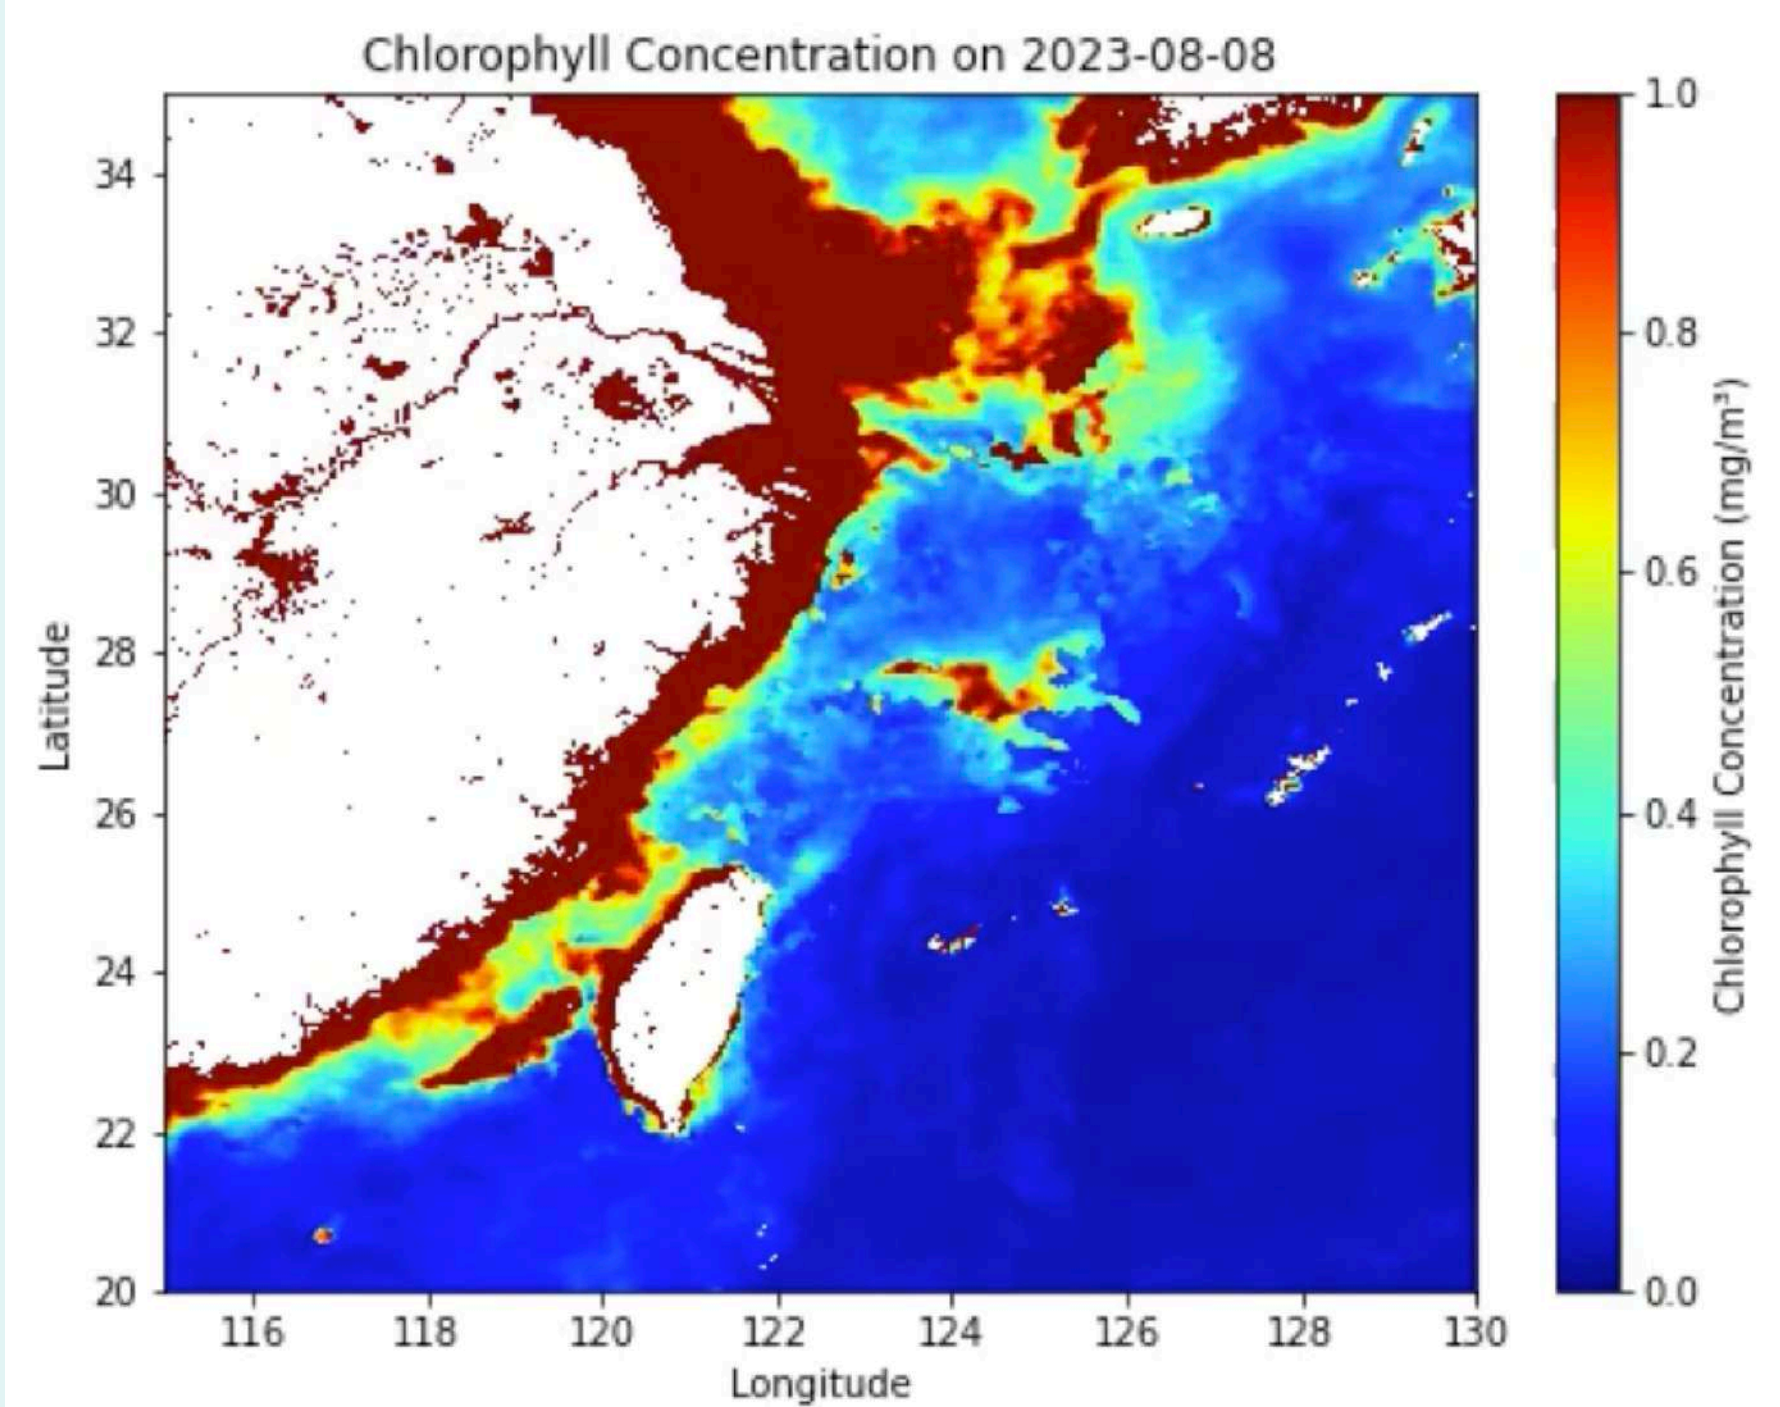 Chlorophyll Concentration on 2023-08-08
34
32
30
28
26
24
22
20
Latitude
116 118 120 122 124 126 128 130
Longitude
1.0
0.8
0.6
0.4
0.2
0.0
Chlorophyll Concentration (mg/m³)